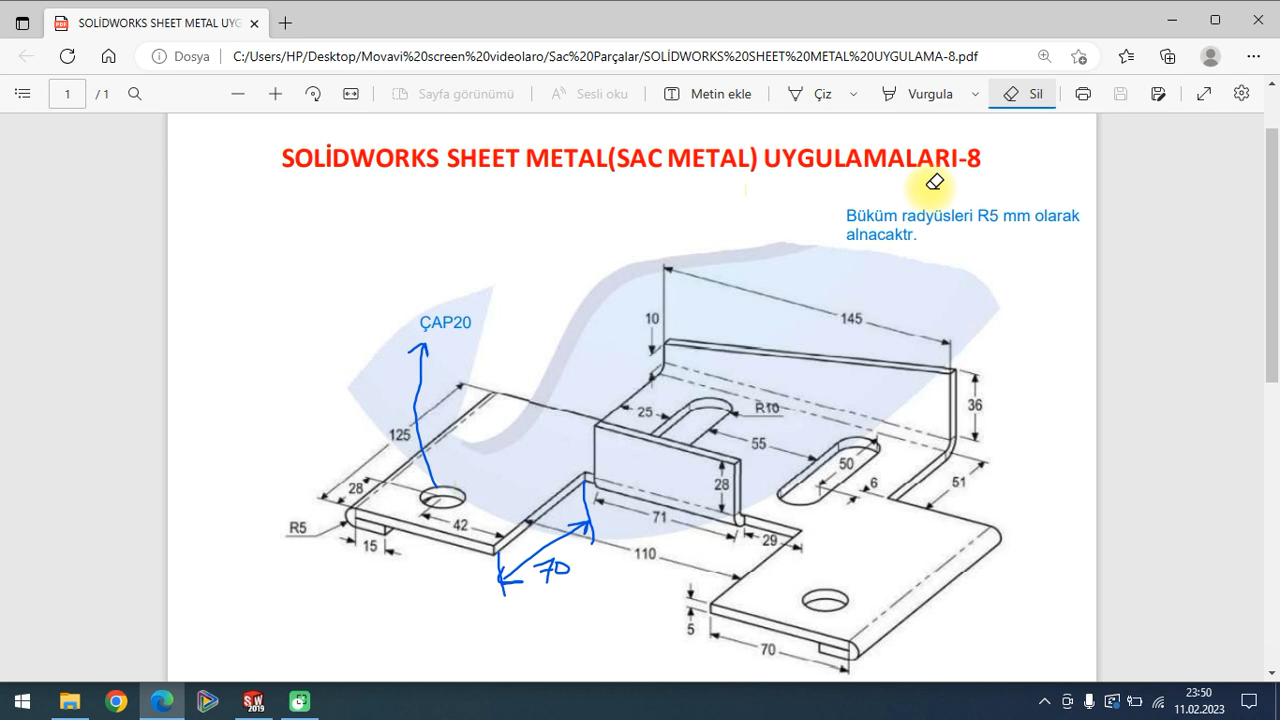 SOLİDWORKS SHEET METAL UYG
Dosya
C:/Users/HP/Desktop/Movavi%20screen%20videolaro/Sac%20Parçalar/SOLİDWORKS%20SHEET%20METAL%20UYGULAMA-8.pdf
1 / 1
Sayfa görünümü
Sesli oku
Metin ekle
Çiz
Vurgula
Sil
SOLİDWORKS SHEET METAL(SAC METAL) UYGULAMALARI-8
Büküm radyüsleri R5 mm olarak
alnacaktr.
ÇAP20
10
145
125
25
R10
36
55
50
28
28
6
51
R5
42
71
15
29
110
70
5
70
23:50
11.02.2023
SW
2019
PDF